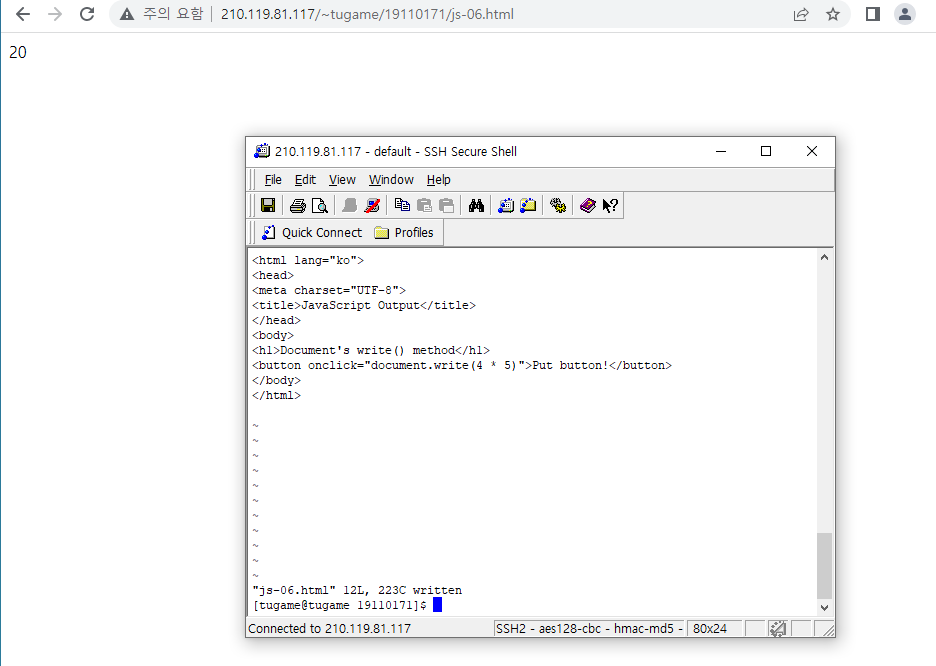 주의 요함 210.119.81.117/~tugame/19110171/js-06.html
20
210.119.81.117 - default - SSH Secure Shell
File Edit View Window Help
Quick Connect Profiles
<html lang="ko">
<head>
<meta charset="UTF-8">
<title>JavaScript Output</title>
</head>
<body>
<h1>Document's write() method</h1>
<button onclick="document.write(4 * 5)">Put button!</button>
</body>
</html>
~
~
~
~
~
~
~
~
~
~
~
"js-06.html" 12L, 223C written
[tugame@tugame 19110171]$
Connected to 210.119.81.117 SSH2 - aes128-cbc - hmac-md5 - 80x24